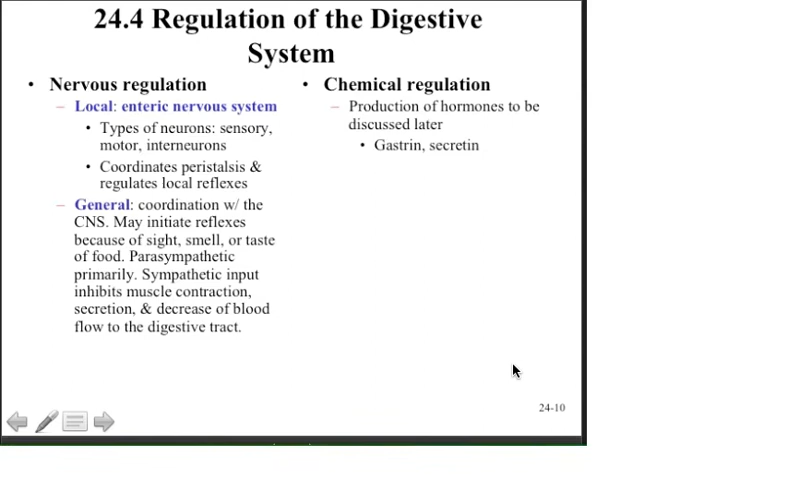 24.4 Regulation of the Digestive
System
• Nervous regulation
– Local: enteric nervous system
• Types of neurons: sensory,
motor, interneurons
• Coordinates peristalsis &
regulates local reflexes
– General: coordination w/ the
CNS. May initiate reflexes
because of sight, smell, or taste
of food. Parasympathetic
primarily. Sympathetic input
inhibits muscle contraction,
secretion, & decrease of blood
flow to the digestive tract.
• Chemical regulation
– Production of hormones to be
discussed later
• Gastrin, secretin
24-10